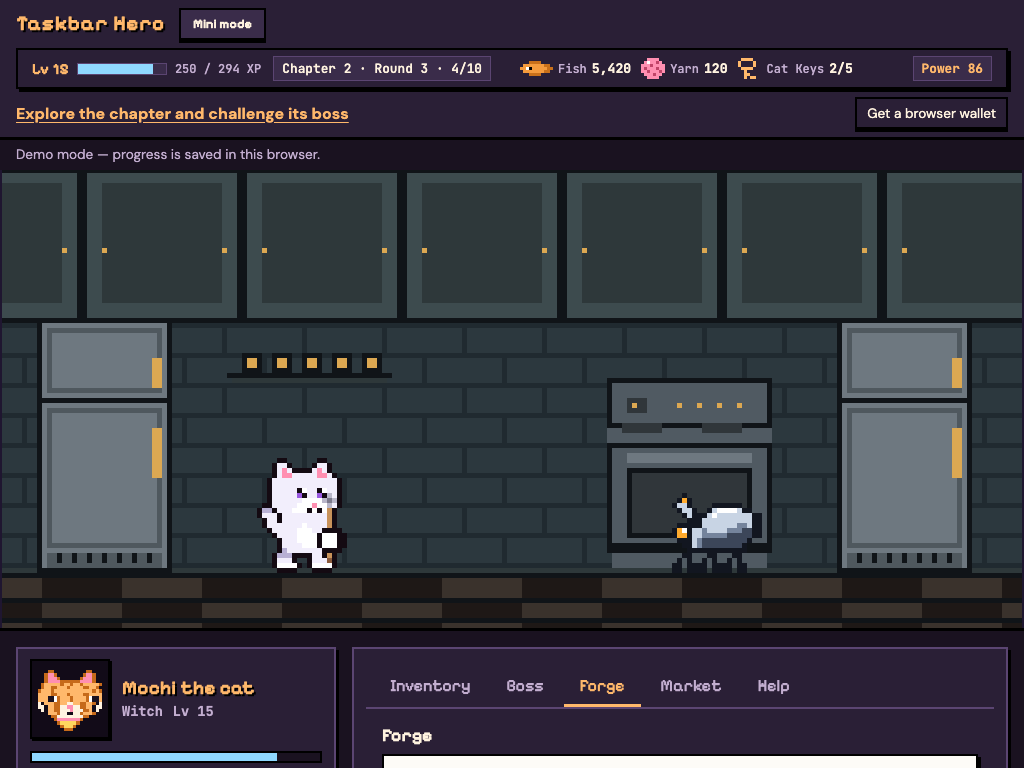 Taskbar Hero
Mini mode
Lv 18
250 / 294 XP
Chapter 2 · Round 3 · 4/10
Fish 5,420
Yarn 120
Cat Keys 2/5
Power 86
Explore the chapter and challenge its boss
Get a browser wallet
Demo mode — progress is saved in this browser.
Mochi the cat
Witch Lv 15
Inventory
Boss
Forge
Market
Help
Forge